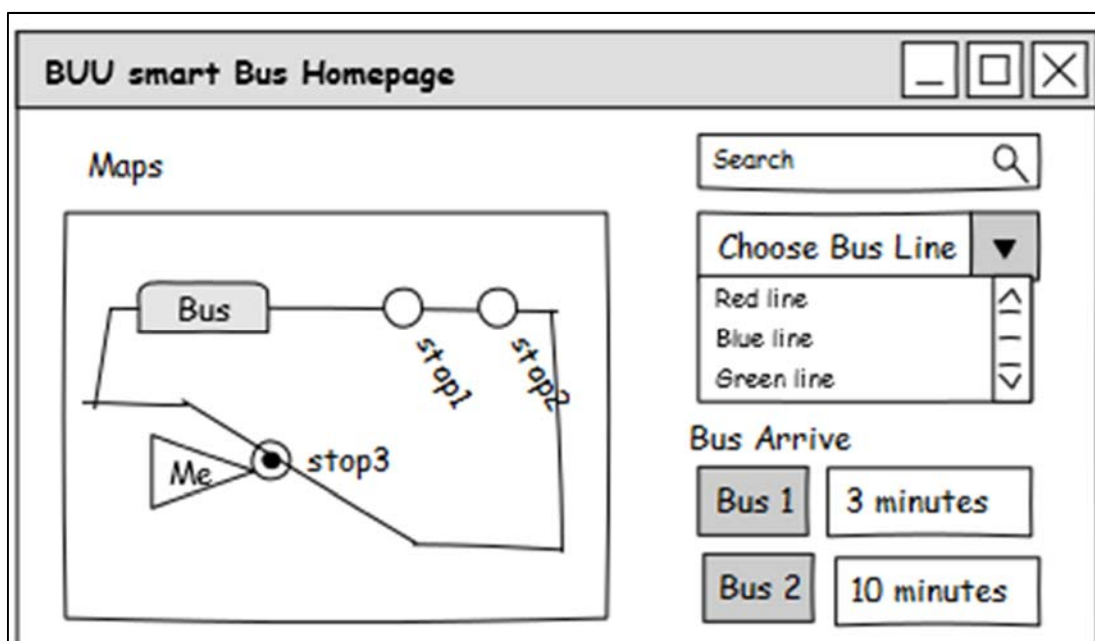 BUU smart Bus Homepage
Maps
Bus
stop1
stop2
Me
stop3
Search
Choose Bus Line
Red line
Blue line
Green line
Bus Arrive
Bus 1 3 minutes
Bus 2 10 minutes